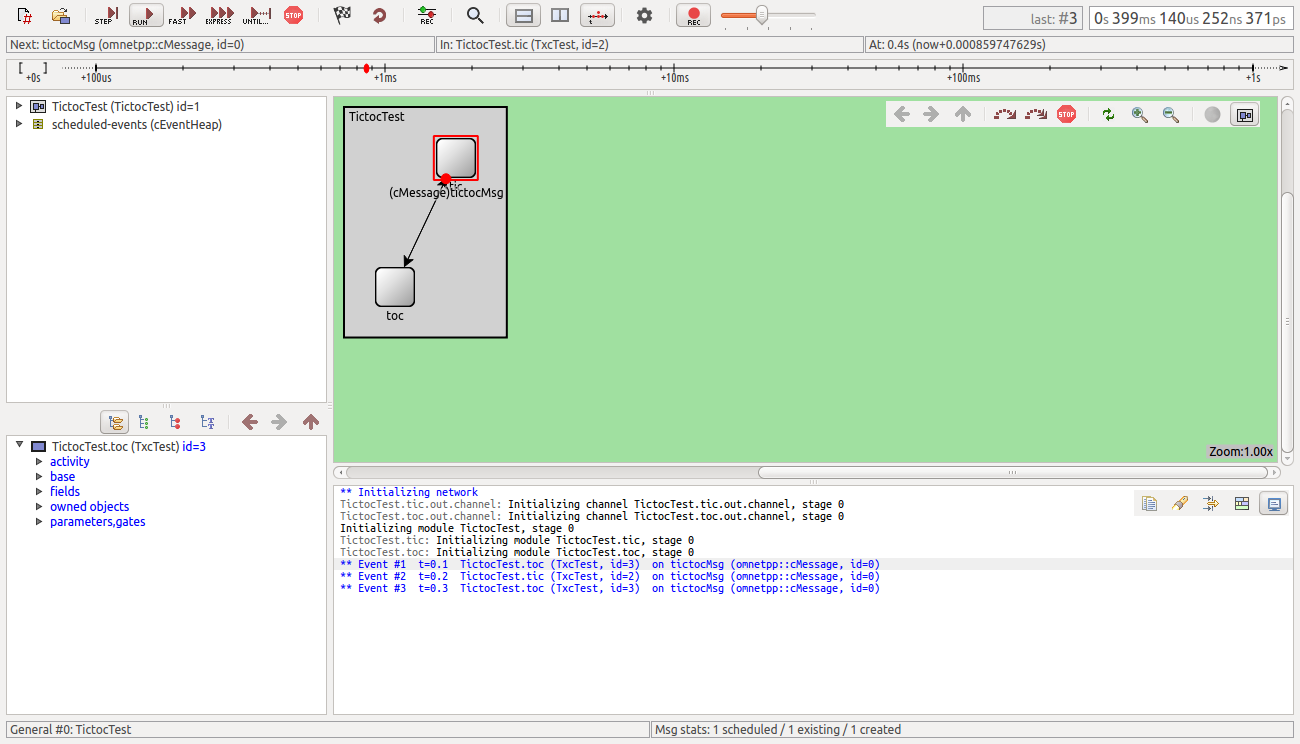 STEP RUN FAST EXPRESS UNTIL... STOP REC REC last: #3 0s 399ms 140us 252ns 371ps
Next: tictocMsg (omnetpp::cMessage, id=0) In: TictocTest.tic (TxcTest, id=2) At: 0.4s (now+0.000859747629s)
+0s +100us +1ms +10ms +100ms +1s
TictocTest (TictocTest) id=1
scheduled-events (cEventHeap)
TictocTest
STOP
tic
(cMessage)tictocMsg
toc
Zoom:1.00x
TictocTest.toc (TxcTest) id=3
activity
base
fields
owned objects
parameters,gates
** Initializing network
TictocTest.tic.out.channel: Initializing channel TictocTest.tic.out.channel, stage 0
TictocTest.toc.out.channel: Initializing channel TictocTest.toc.out.channel, stage 0
Initializing module TictocTest, stage 0
TictocTest.tic: Initializing module TictocTest.tic, stage 0
TictocTest.toc: Initializing module TictocTest.toc, stage 0
** Event #1 t=0.1 TictocTest.toc (TxcTest, id=3) on tictocMsg (omnetpp::cMessage, id=0)
** Event #2 t=0.2 TictocTest.tic (TxcTest, id=2) on tictocMsg (omnetpp::cMessage, id=0)
** Event #3 t=0.3 TictocTest.toc (TxcTest, id=3) on tictocMsg (omnetpp::cMessage, id=0)
General #0: TictocTest Msg stats: 1 scheduled / 1 existing / 1 created